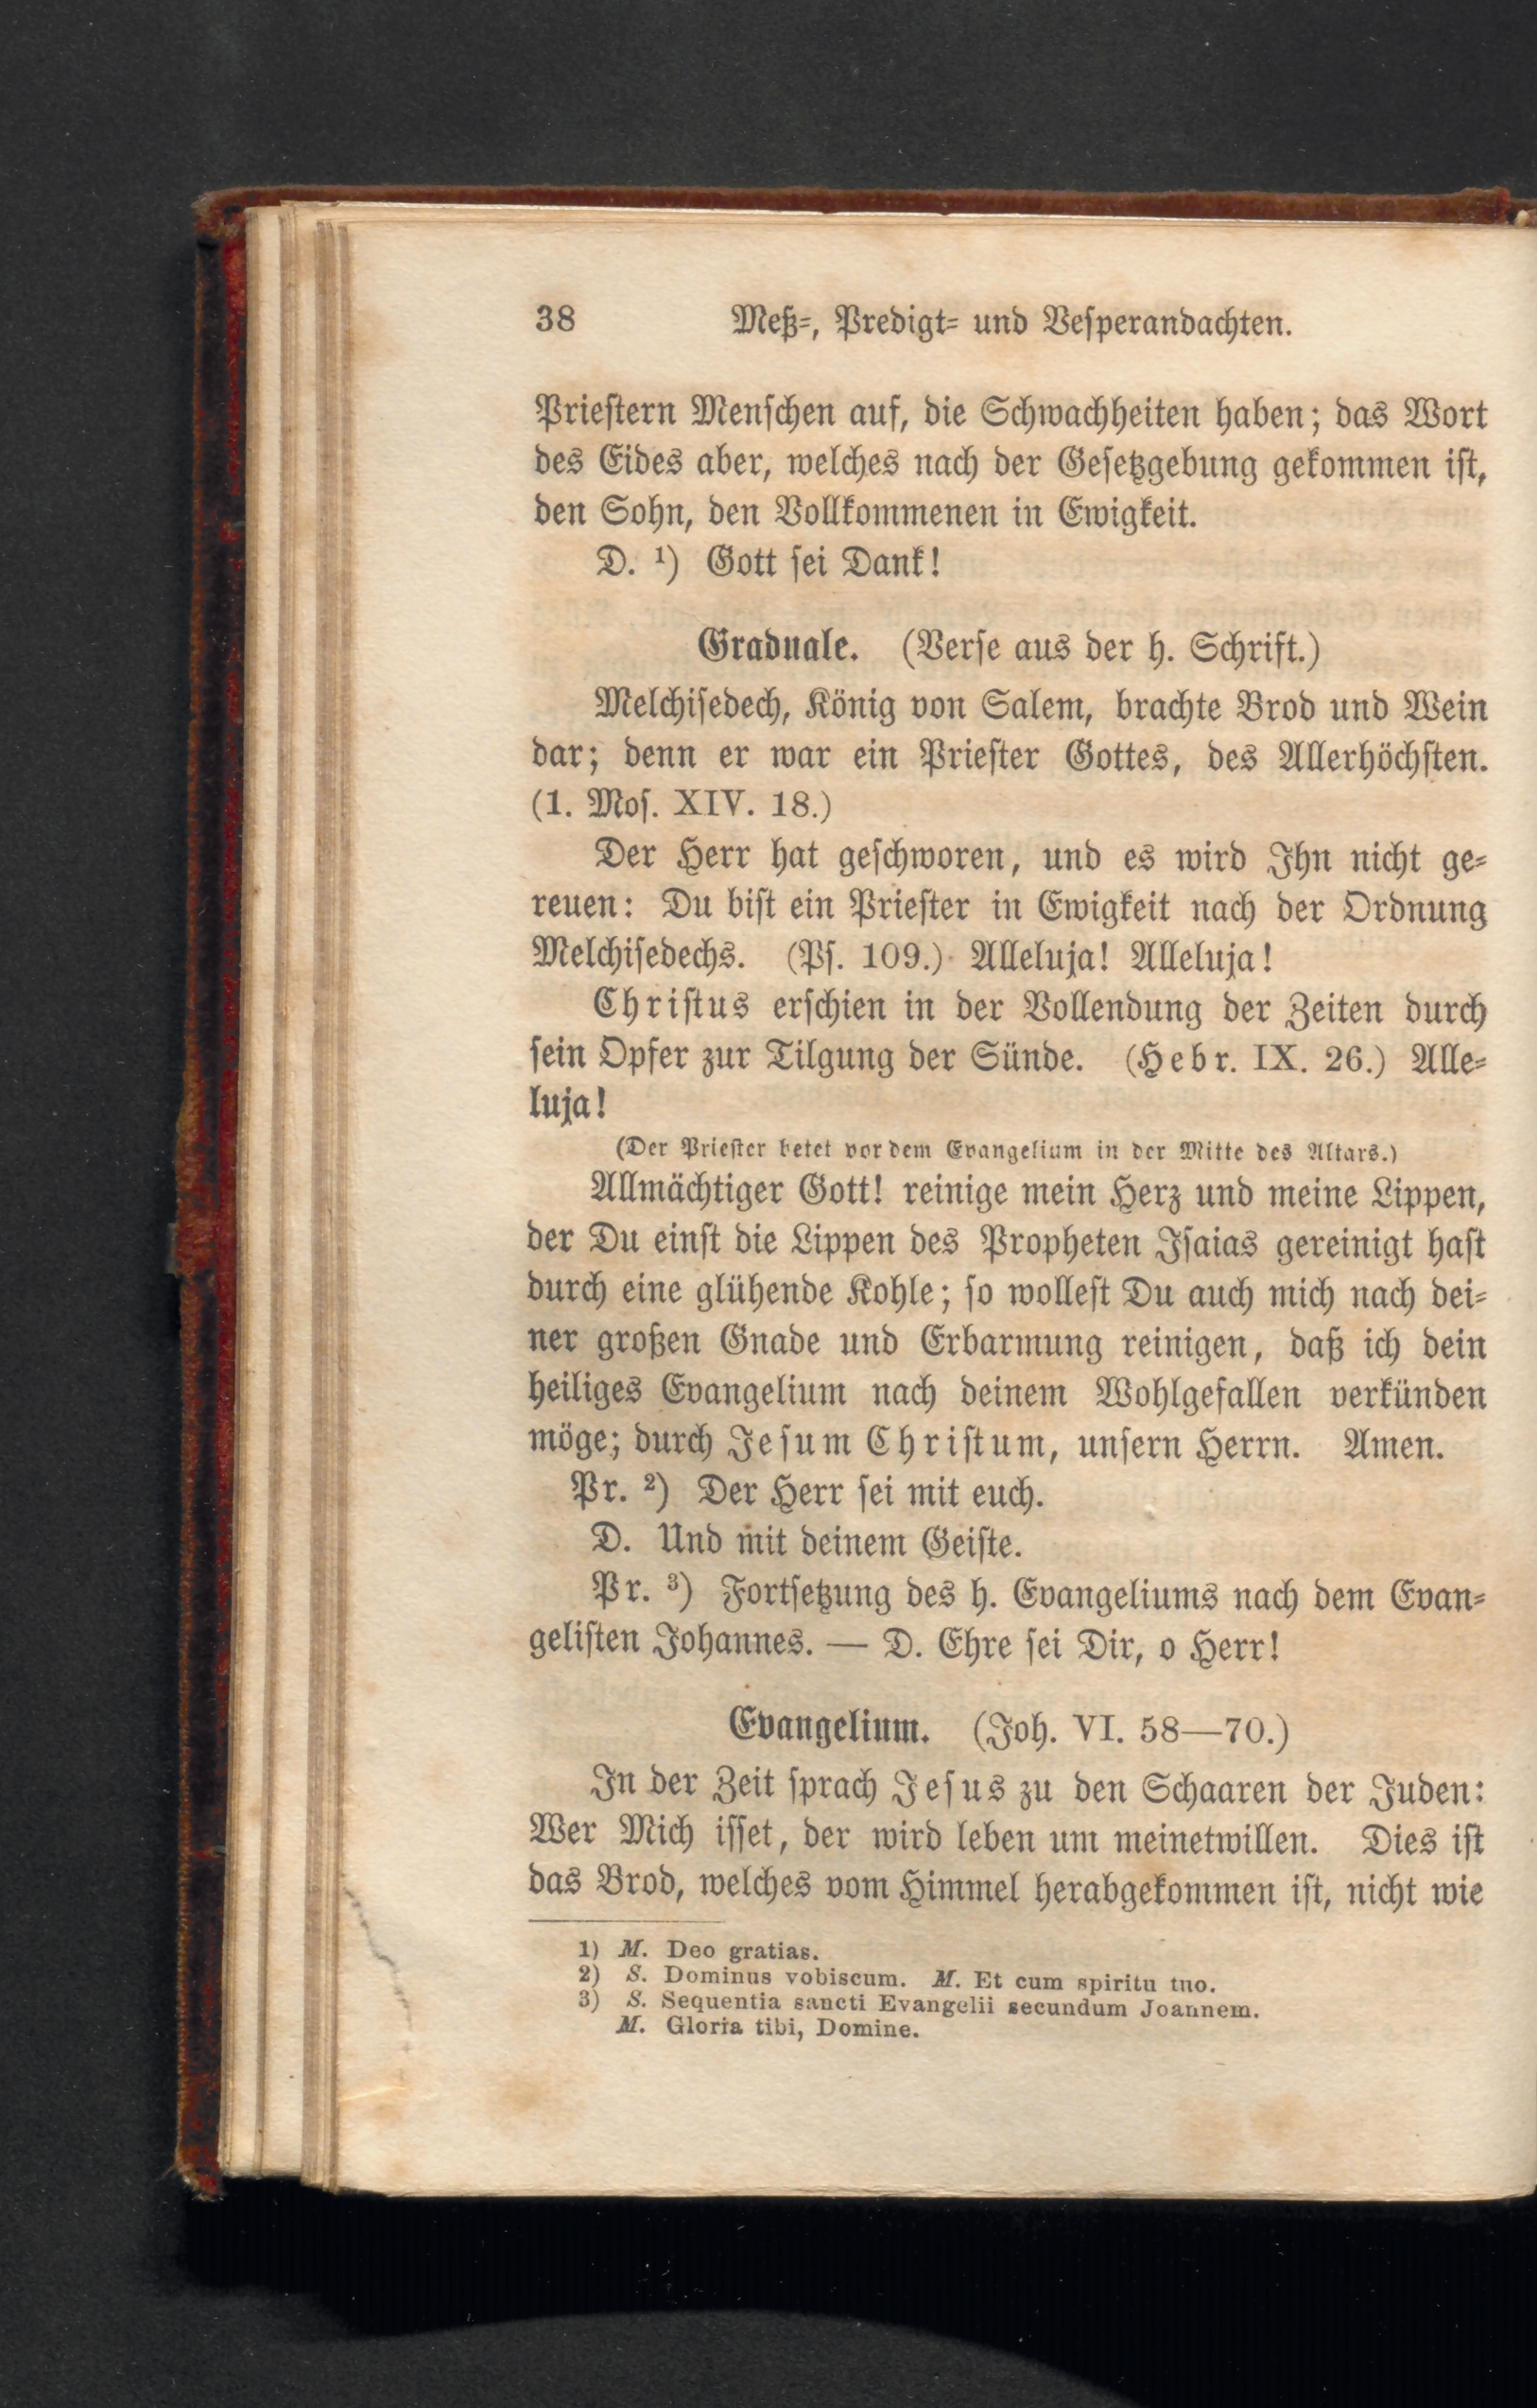 38 Meß-, Predigt- und Vesperandachten.
Priestern Menschen auf, die Schwachheiten haben; das Wort
des Eides aber, welches nach der Gesetzgebung gekommen ist,
den Sohn, den Vollkommenen in Ewigkeit.
D. ¹) Gott sei Dank!
Graduale. (Verse aus der h. Schrift.)
Melchisedech, König von Salem, brachte Brod und Wein
dar; denn er war ein Priester Gottes, des Allerhöchsten.
(1. Mos. XIV. 18.)
Der Herr hat geschworen, und es wird Ihn nicht ge-
reuen: Du bist ein Priester in Ewigkeit nach der Ordnung
Melchisedechs. (Ps. 109.) Alleluja! Alleluja!
Christus erschien in der Vollendung der Zeiten durch
sein Opfer zur Tilgung der Sünde. (Hebr. IX. 26.) Alle-
luja!
(Der Priester betet vor dem Evangelium in der Mitte des Altars.)
Allmächtiger Gott! reinige mein Herz und meine Lippen,
der Du einst die Lippen des Propheten Isaias gereinigt hast
durch eine glühende Kohle; so wollest Du auch mich nach dei-
ner großen Gnade und Erbarmung reinigen, daß ich dein
heiliges Evangelium nach deinem Wohlgefallen verkünden
möge; durch Jesum Christum, unsern Herrn. Amen.
Pr. ²) Der Herr sei mit euch.
D. Und mit deinem Geiste.
Pr. ³) Fortsetzung des h. Evangeliums nach dem Evan-
gelisten Johannes. — D. Ehre sei Dir, o Herr!
Evangelium. (Joh. VI. 58—70.)
In der Zeit sprach Jesus zu den Schaaren der Juden:
Wer Mich isset, der wird leben um meinetwillen. Dies ist
das Brod, welches vom Himmel herabgekommen ist, nicht wie
1) M. Deo gratias.
2) S. Dominus vobiscum. M. Et cum spiritu tuo.
3) S. Sequentia sancti Evangelii secundum Joannem.
M. Gloria tibi, Domine.